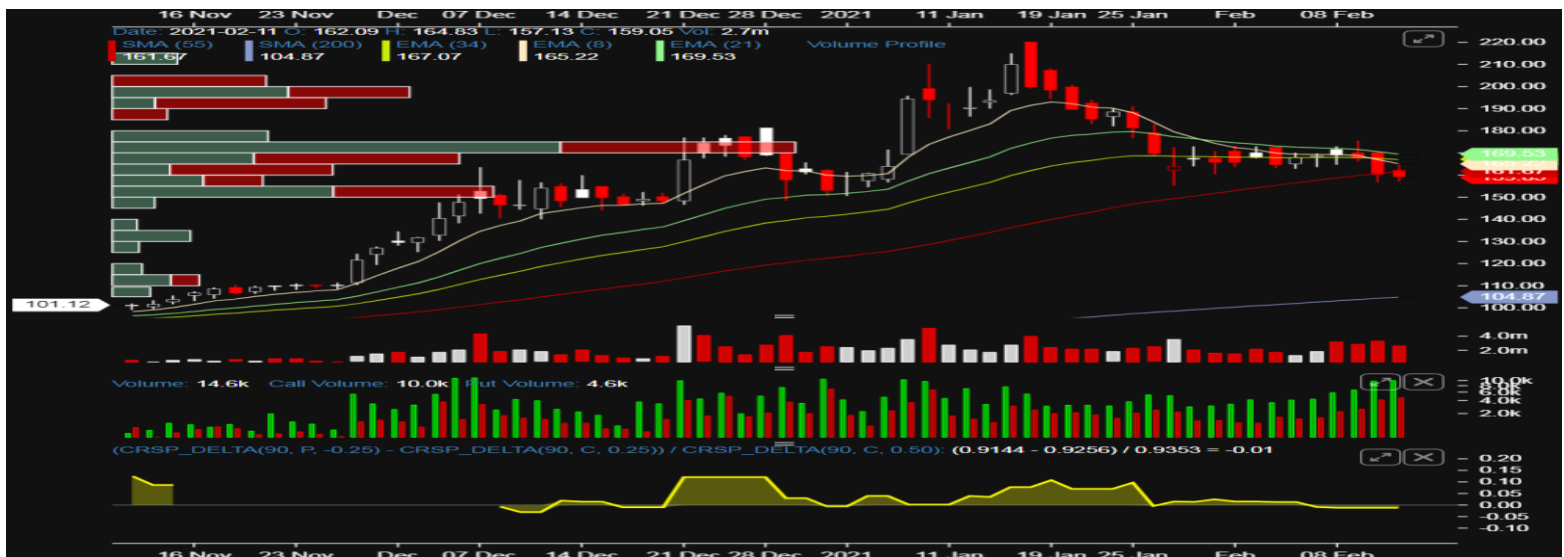 16 Nov 23 Nov Dec 07 Dec 14 Dec 21 Dec 28 Dec 2021 11 Jan 19 Jan 25 Jan Feb 08 Feb
Date: 2021-02-11 O: 162.09 H: 164.83 L: 157.13 C: 159.05 Vol: 2.7m
SMA (55) SMA (200) EMA (34) EMA (8) EMA (21) Volume Profile
161.67 104.87 167.07 165.22 169.53
220.00
210.00
200.00
190.00
180.00
170.00
169.53
161.67
150.00
140.00
130.00
120.00
110.00
104.87
100.00
101.12
4.0m
2.0m
Volume: 14.6k Call Volume: 10.0k Put Volume: 4.6k
10.0k
8.0k
6.0k
4.0k
2.0k
(CRSP_DELTA(90, P, -0.25) - CRSP_DELTA(90, C, 0.25)) / CRSP_DELTA(90, C, 0.50): (0.9144 - 0.9256) / 0.9353 = -0.01
0.20
0.15
0.10
0.05
0.00
-0.05
-0.10
16 Nov 23 Nov Dec 07 Dec 14 Dec 21 Dec 28 Dec 2021 11 Jan 19 Jan 25 Jan Feb 08 Feb